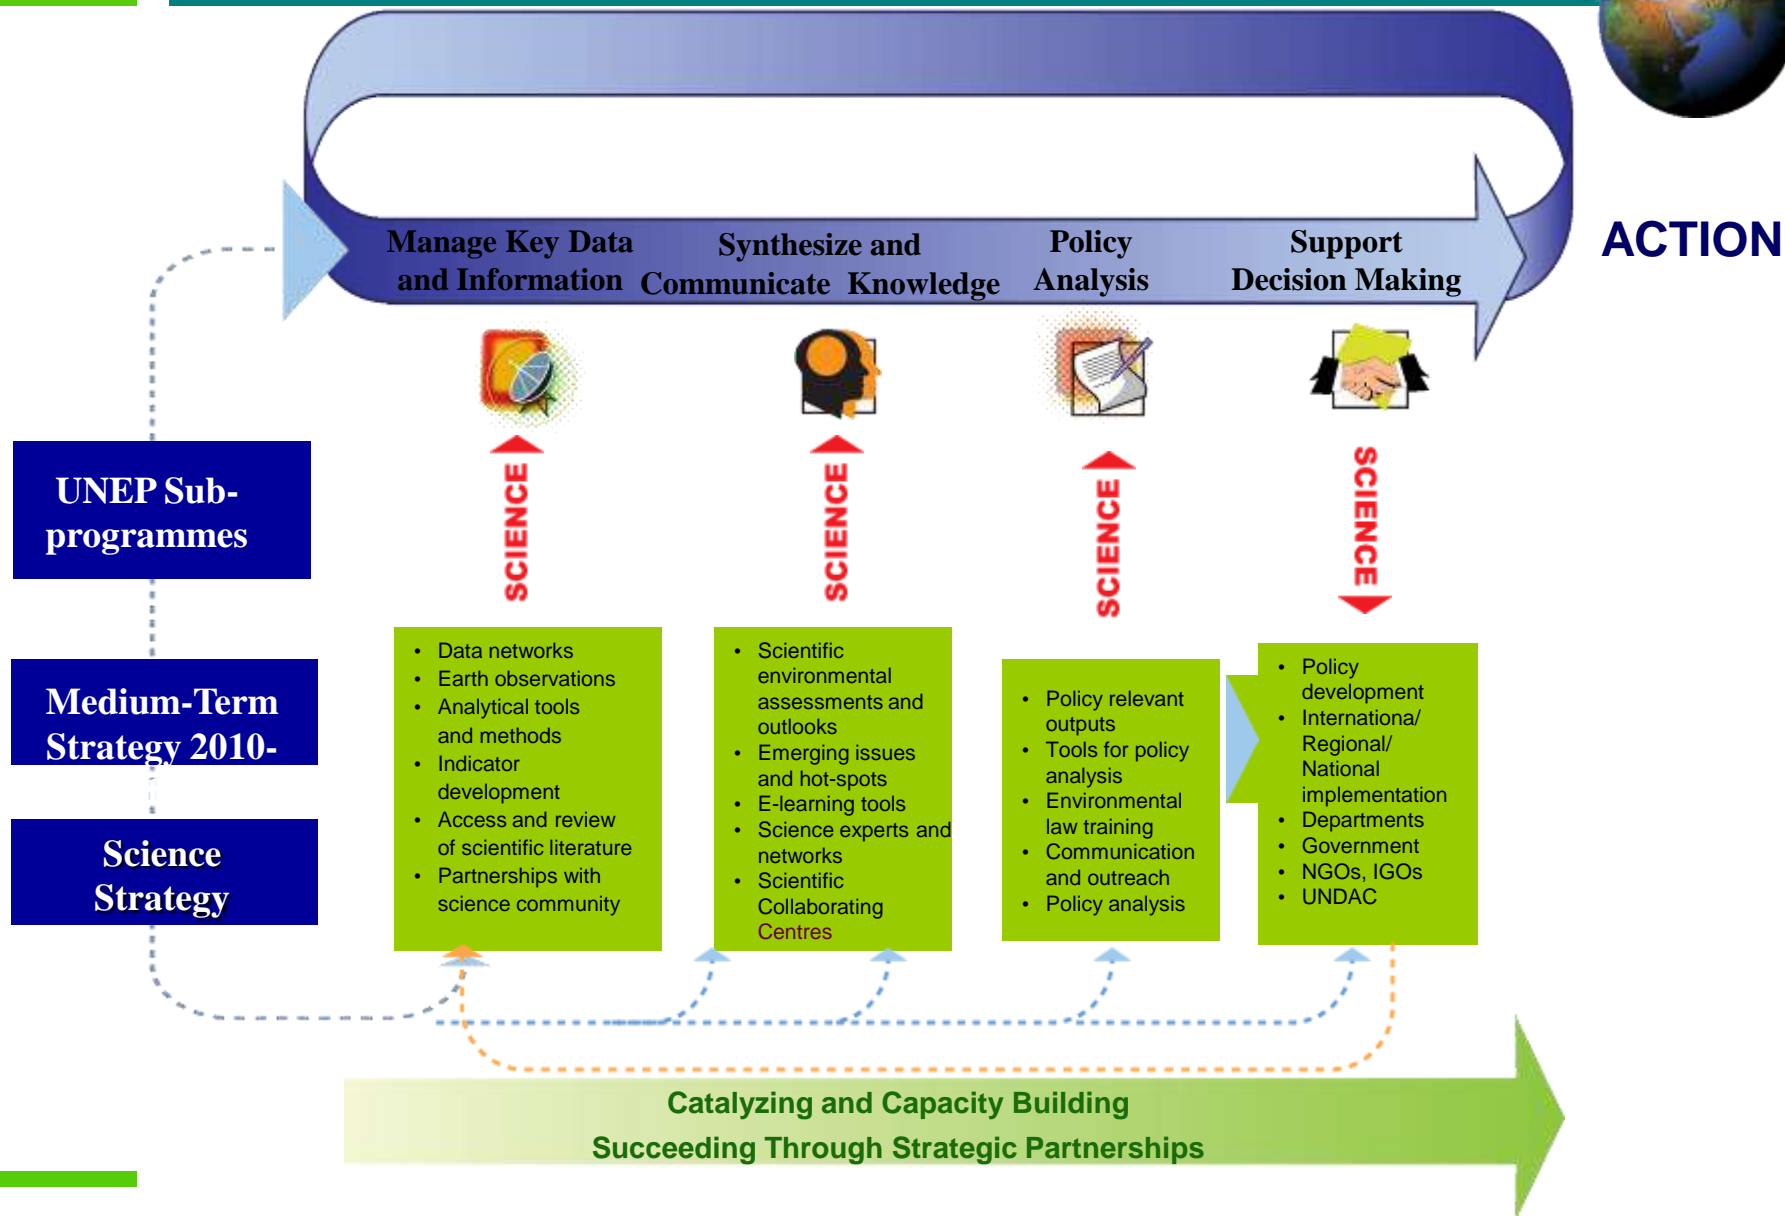 Manage Key Data
and Information
Synthesize and
Communicate Knowledge
Policy
Analysis
Support
Decision Making
ACTION
UNEP Sub-
programmes
Medium-Term
Strategy 2010-
Science
Strategy
SCIENCE
SCIENCE
SCIENCE
SCIENCE
• Data networks
• Earth observations
• Analytical tools
and methods
• Indicator
development
• Access and review
of scientific literature
• Partnerships with
science community
• Scientific
environmental
assessments and
outlooks
• Emerging issues
and hot-spots
• E-learning tools
• Science experts and
networks
• Scientific
Collaborating
Centres
• Policy relevant
outputs
• Tools for policy
analysis
• Environmental
law training
• Communication
and outreach
• Policy analysis
• Policy
development
• Internationa/
Regional/
National
implementation
• Departments
• Government
• NGOs, IGOs
• UNDAC
Catalyzing and Capacity Building
Succeeding Through Strategic Partnerships